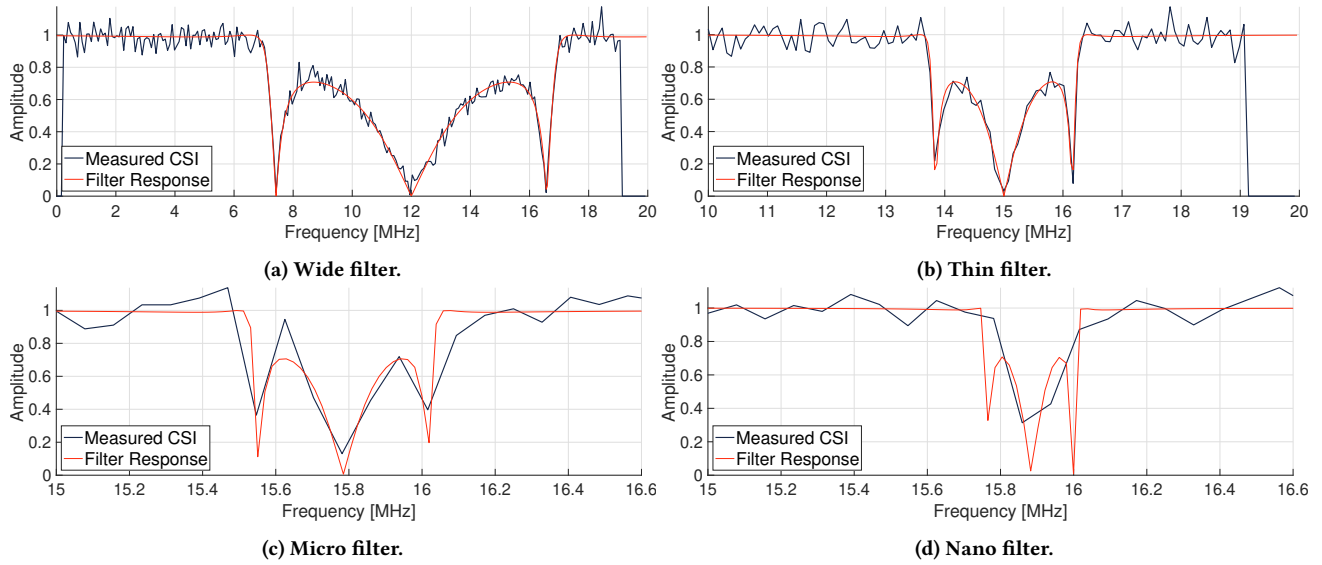 1
0.8
0.6
0.4
0.2
0
Amplitude
Measured CSI
Filter Response
0 2 4 6 8 10 12 14 16 18 20
Frequency [MHz]
(a) Wide filter.
1
0.8
0.6
0.4
0.2
0
Amplitude
Measured CSI
Filter Response
10 11 12 13 14 15 16 17 18 19 20
Frequency [MHz]
(b) Thin filter.
1
0.8
0.6
0.4
0.2
0
Amplitude
Measured CSI
Filter Response
15 15.2 15.4 15.6 15.8 16 16.2 16.4 16.6
Frequency [MHz]
(c) Micro filter.
1
0.8
0.6
0.4
0.2
0
Amplitude
Measured CSI
Filter Response
15 15.2 15.4 15.6 15.8 16 16.2 16.4 16.6
Frequency [MHz]
(d) Nano filter.